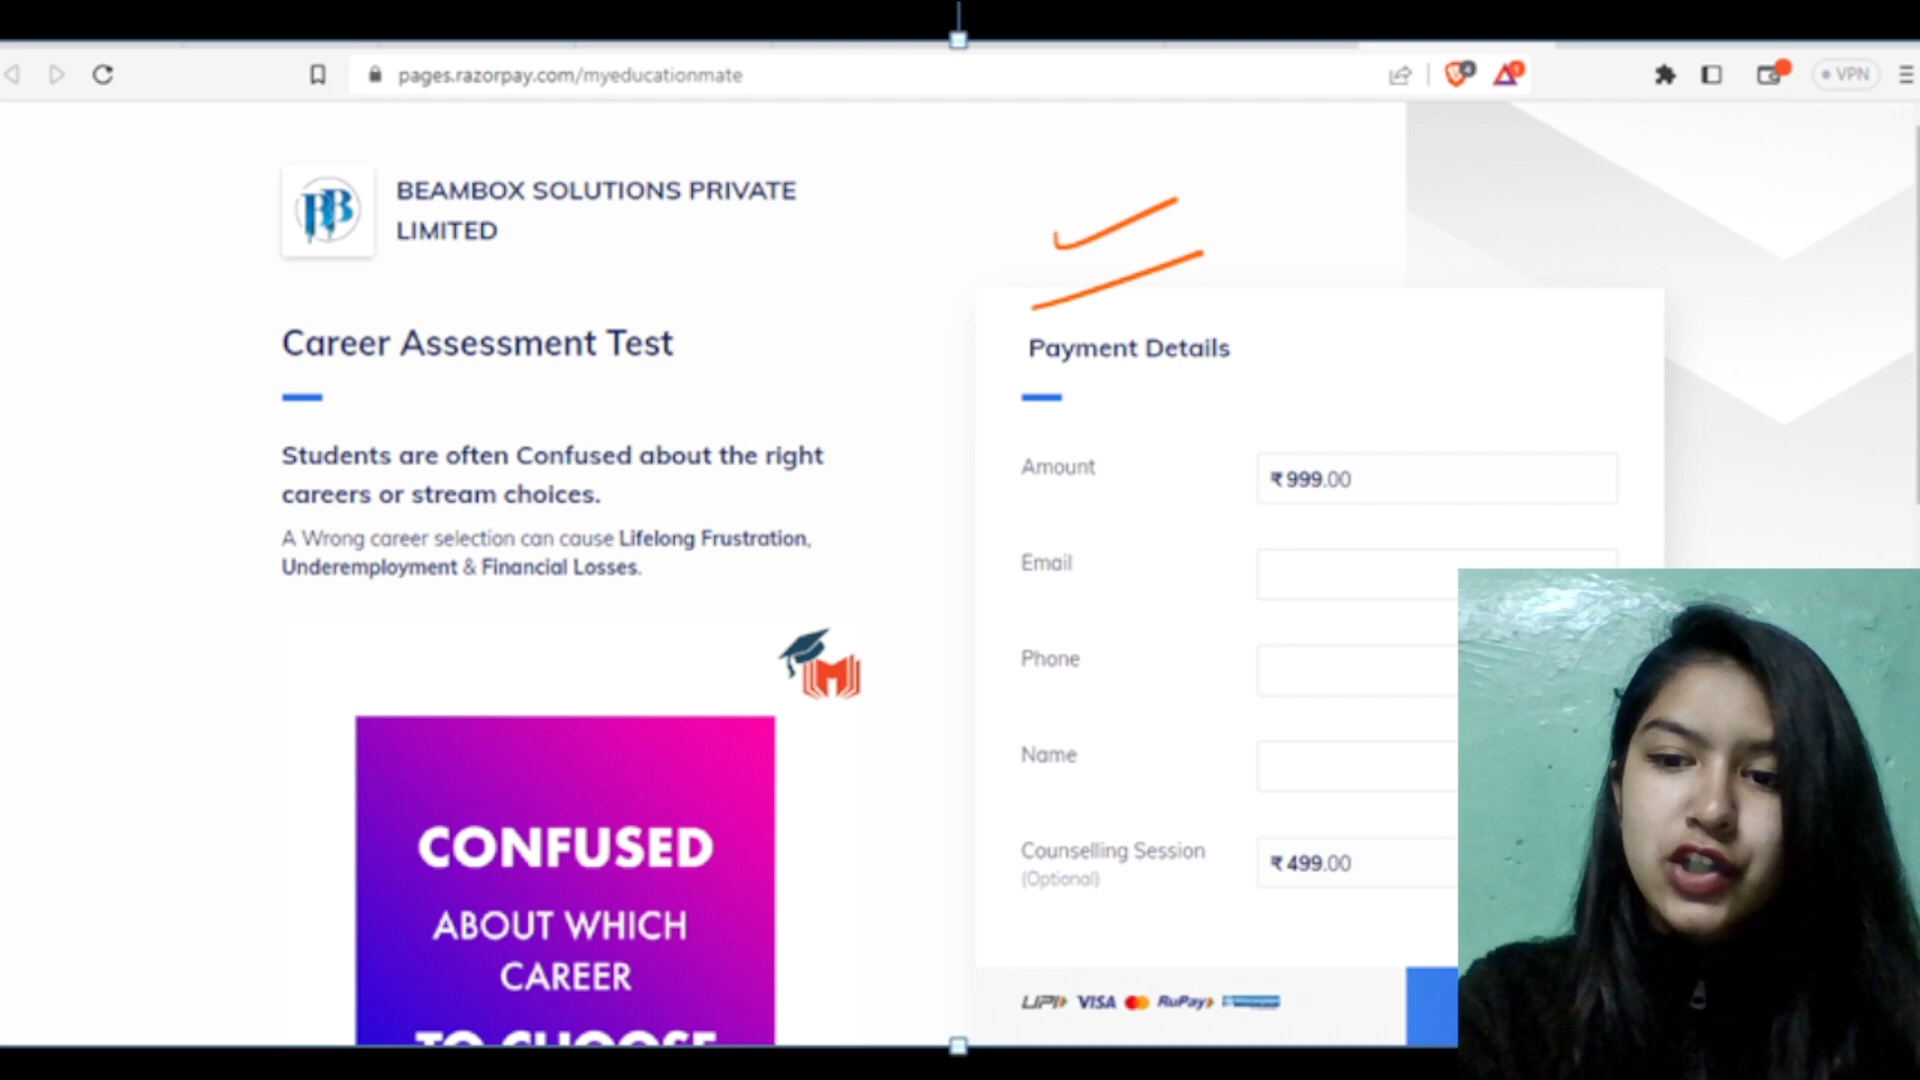 pages.razorpay.com/myeducationmate
VPN
BEAMBOX SOLUTIONS PRIVATE
LIMITED
Career Assessment Test
Students are often Confused about the right
careers or stream choices.
A Wrong career selection can cause Lifelong Frustration,
Underemployment & Financial Losses.
CONFUSED
ABOUT WHICH
CAREER
TO CHOOSE
Payment Details
Amount
₹ 999.00
Email
Phone
Name
Counselling Session
(Optional)
₹ 499.00
UPI VISA RuPay